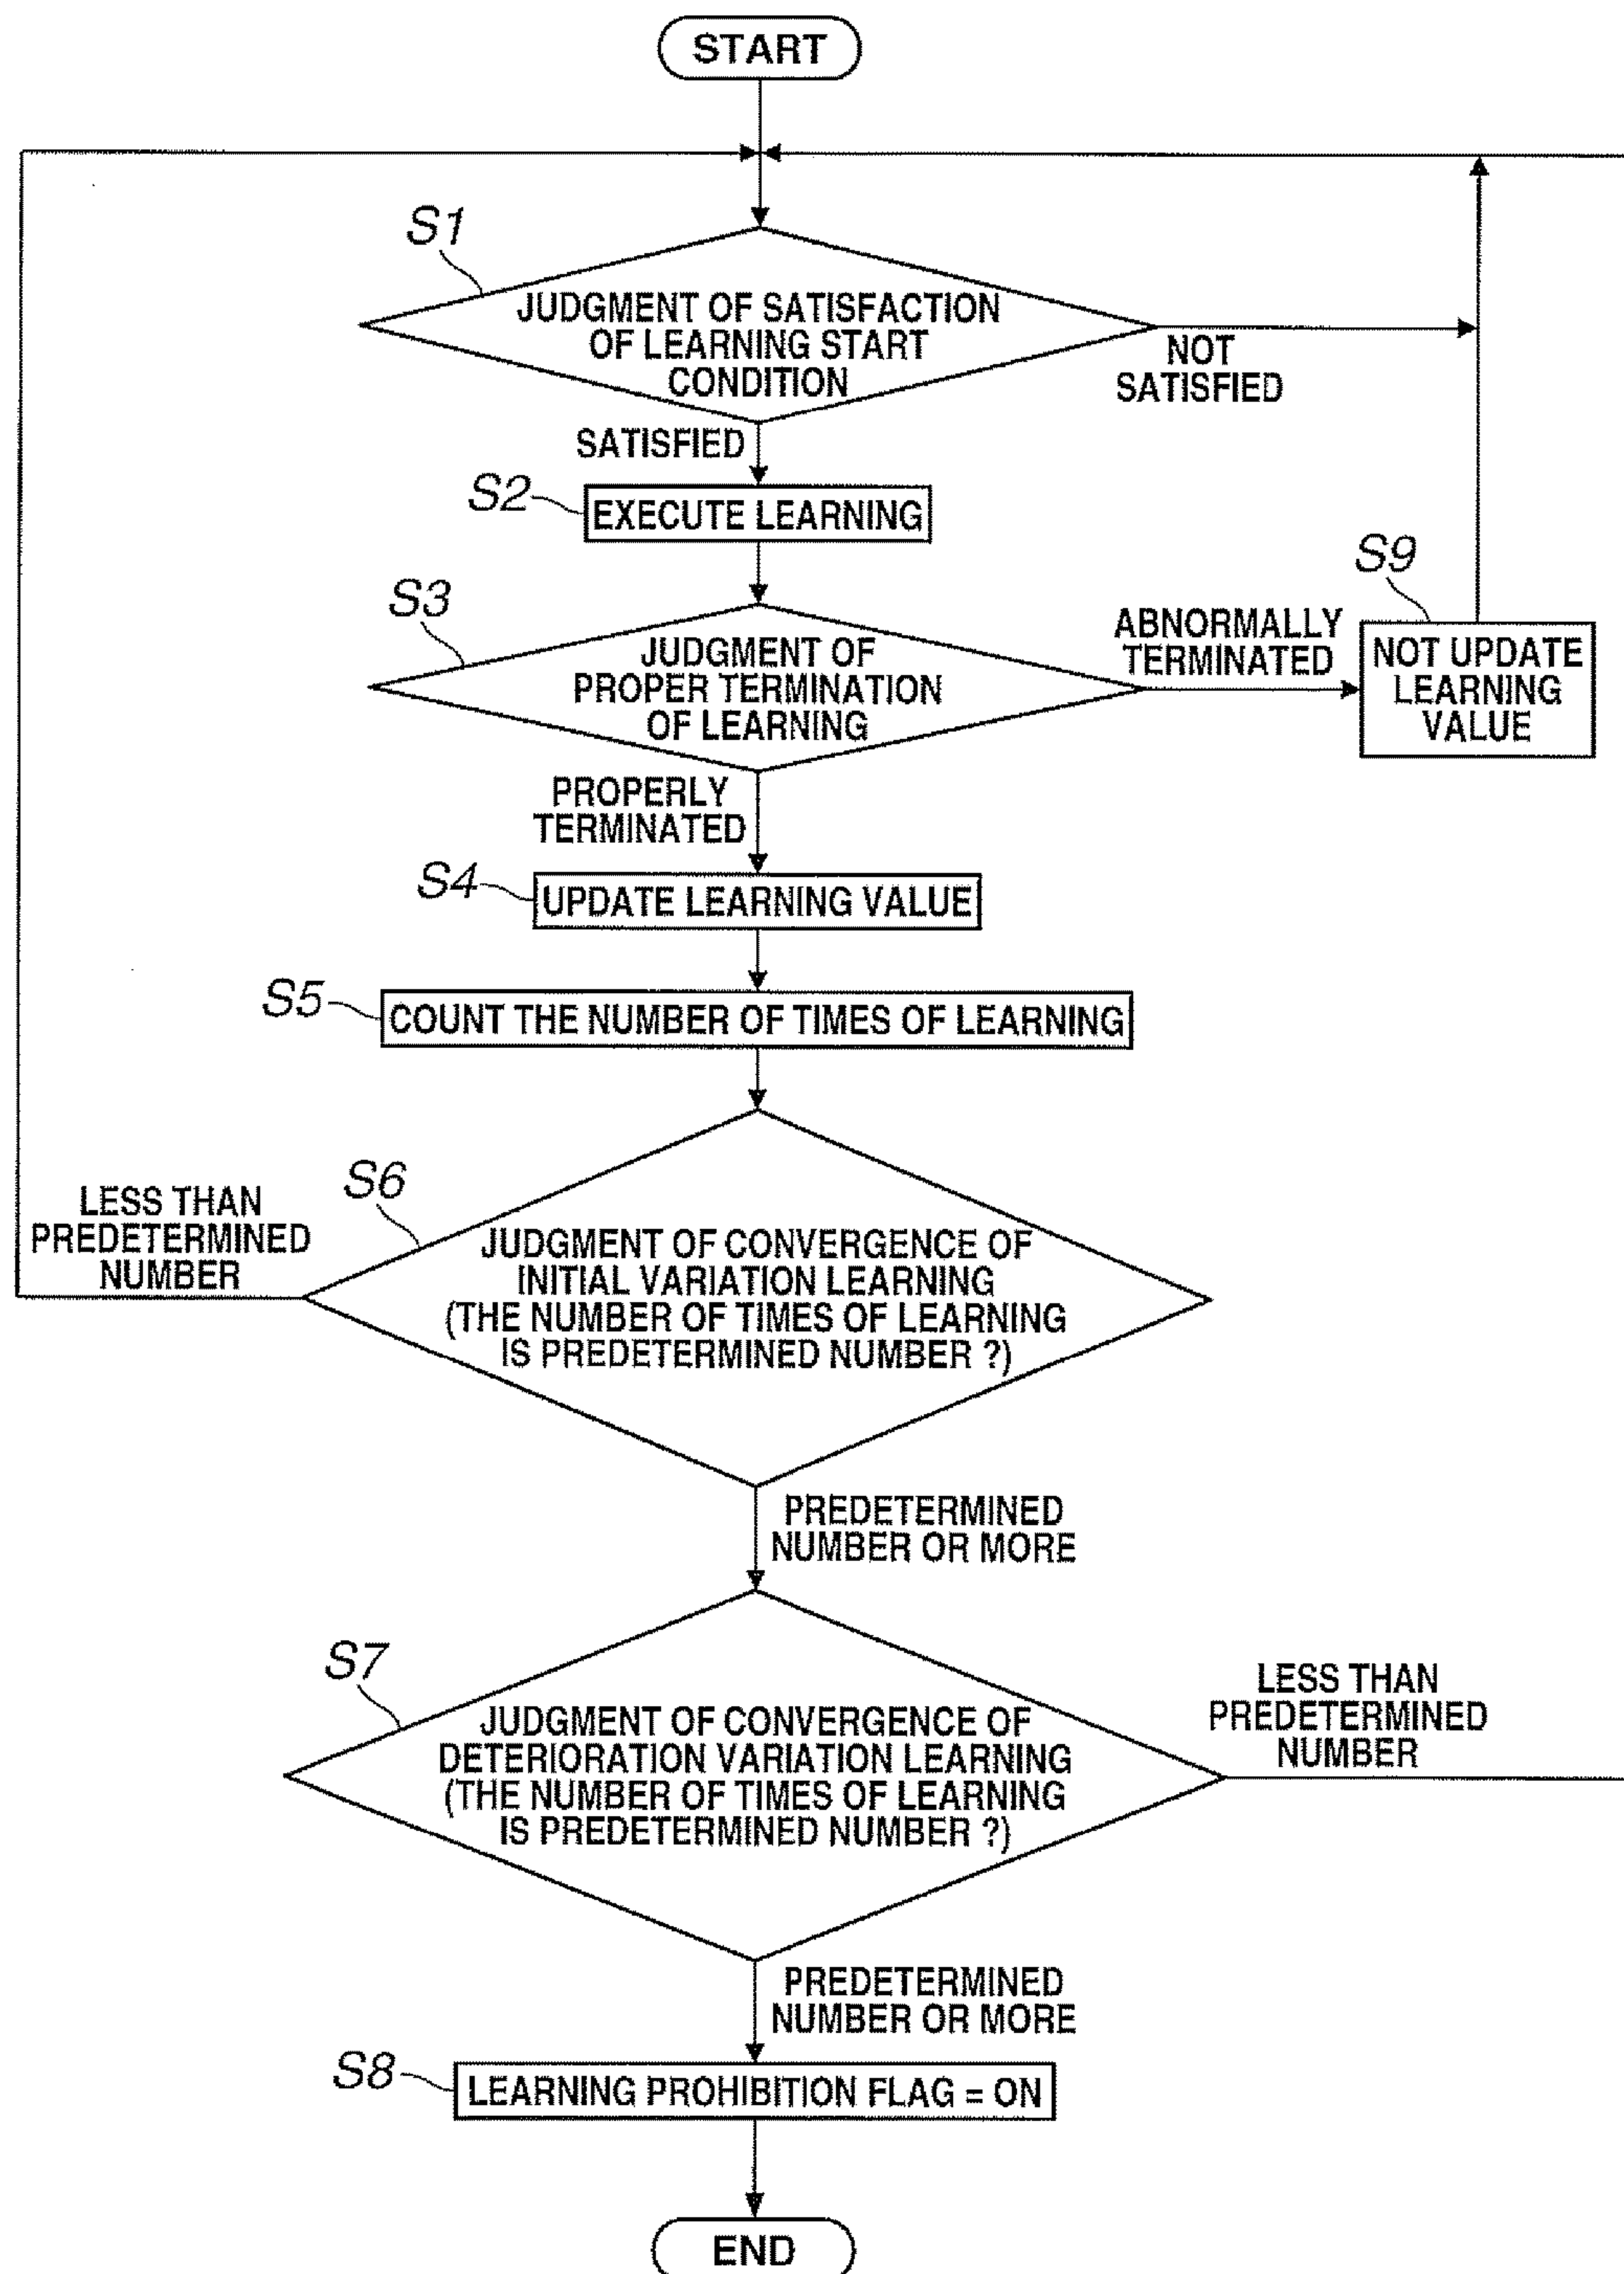 START
S1
JUDGMENT OF SATISFACTION
OF LEARNING START
CONDITION
NOT
SATISFIED
SATISFIED
S2
EXECUTE LEARNING
S3
JUDGMENT OF
PROPER TERMINATION
OF LEARNING
ABNORMALLY
TERMINATED
S9
NOT UPDATE
LEARNING
VALUE
PROPERLY
TERMINATED
S4
UPDATE LEARNING VALUE
S5
COUNT THE NUMBER OF TIMES OF LEARNING
S6
LESS THAN
PREDETERMINED
NUMBER
JUDGMENT OF CONVERGENCE OF
INITIAL VARIATION LEARNING
(THE NUMBER OF TIMES OF LEARNING
IS PREDETERMINED NUMBER ?)
PREDETERMINED
NUMBER OR MORE
S7
JUDGMENT OF CONVERGENCE OF
DETERIORATION VARIATION LEARNING
(THE NUMBER OF TIMES OF LEARNING
IS PREDETERMINED NUMBER ?)
LESS THAN
PREDETERMINED
NUMBER
PREDETERMINED
NUMBER OR MORE
S8
LEARNING PROHIBITION FLAG = ON
END